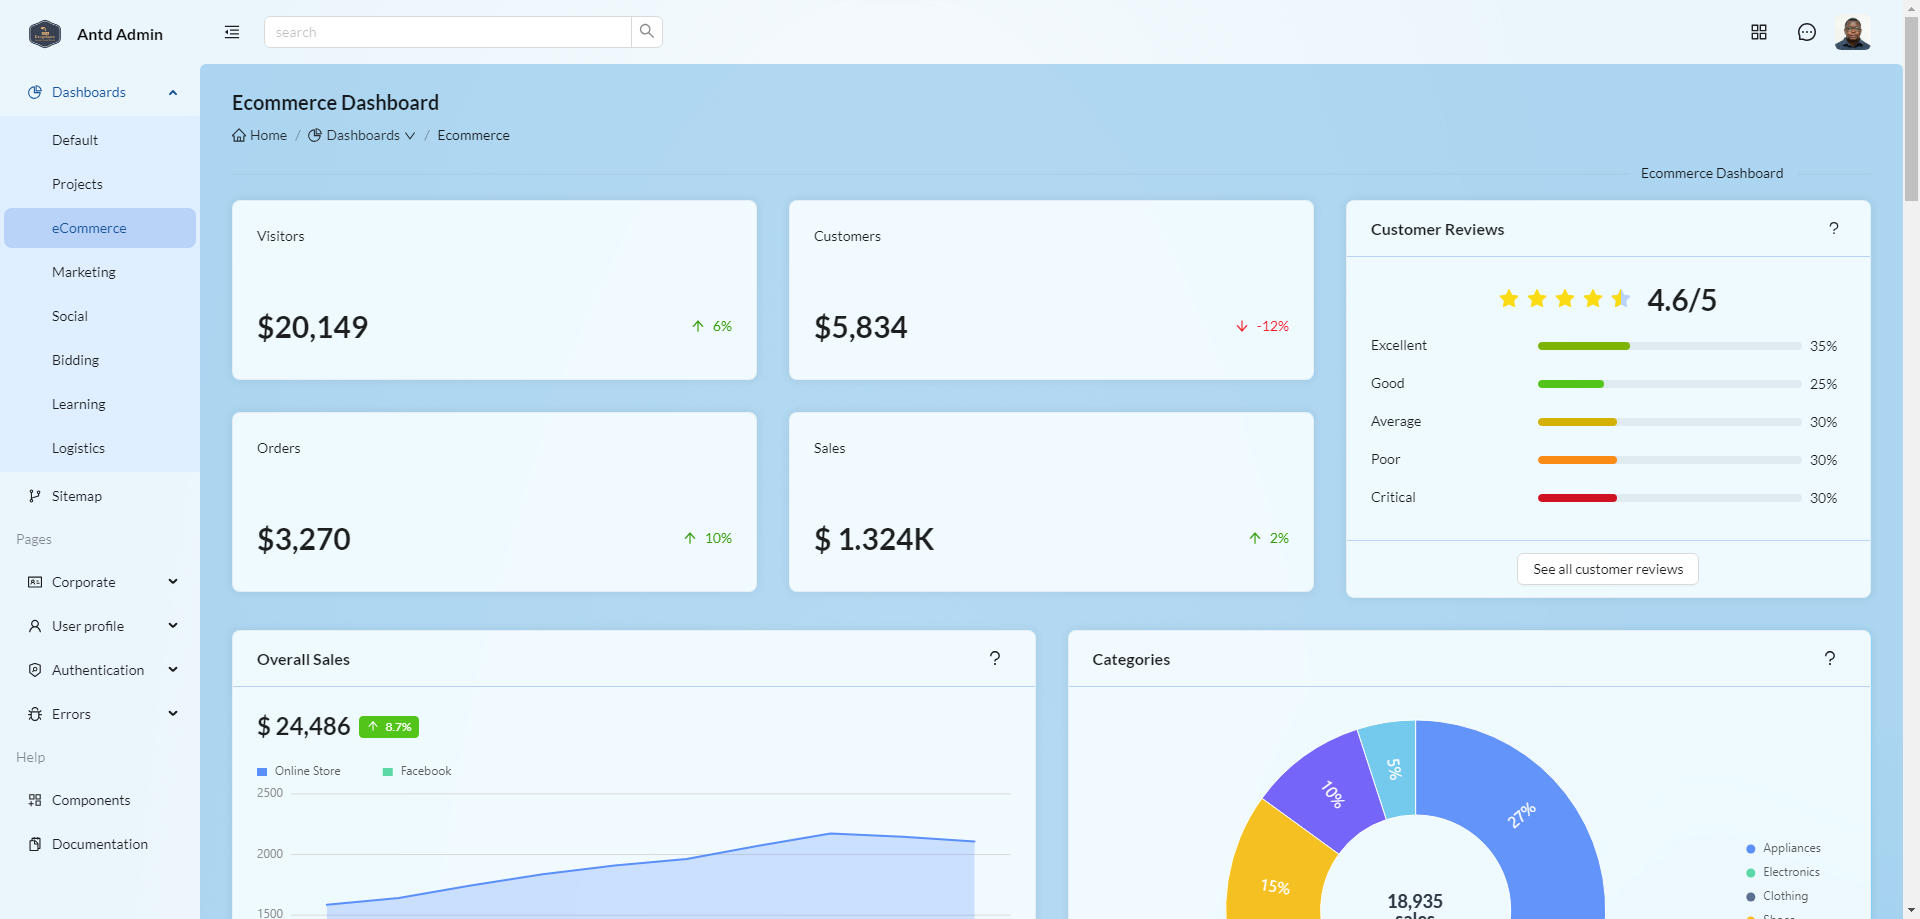 Antd Admin
search
Dashboards
Default
Projects
eCommerce
Marketing
Social
Bidding
Learning
Logistics
Sitemap
Pages
Corporate
User profile
Authentication
Errors
Help
Components
Documentation
Ecommerce Dashboard
Home / Dashboards / Ecommerce
Ecommerce Dashboard
Visitors
$20,149
6%
Customers
$5,834
-12%
Orders
$3,270
10%
Sales
$ 1.324K
2%
Customer Reviews
?
4.6/5
Excellent 35%
Good 25%
Average 30%
Poor 30%
Critical 30%
See all customer reviews
Overall Sales
?
$ 24,486 8.7%
Online Store Facebook
2500
2000
1500
Categories
?
5%
10%
27%
15%
18,935
sales
Appliances
Electronics
Clothing
Shoes